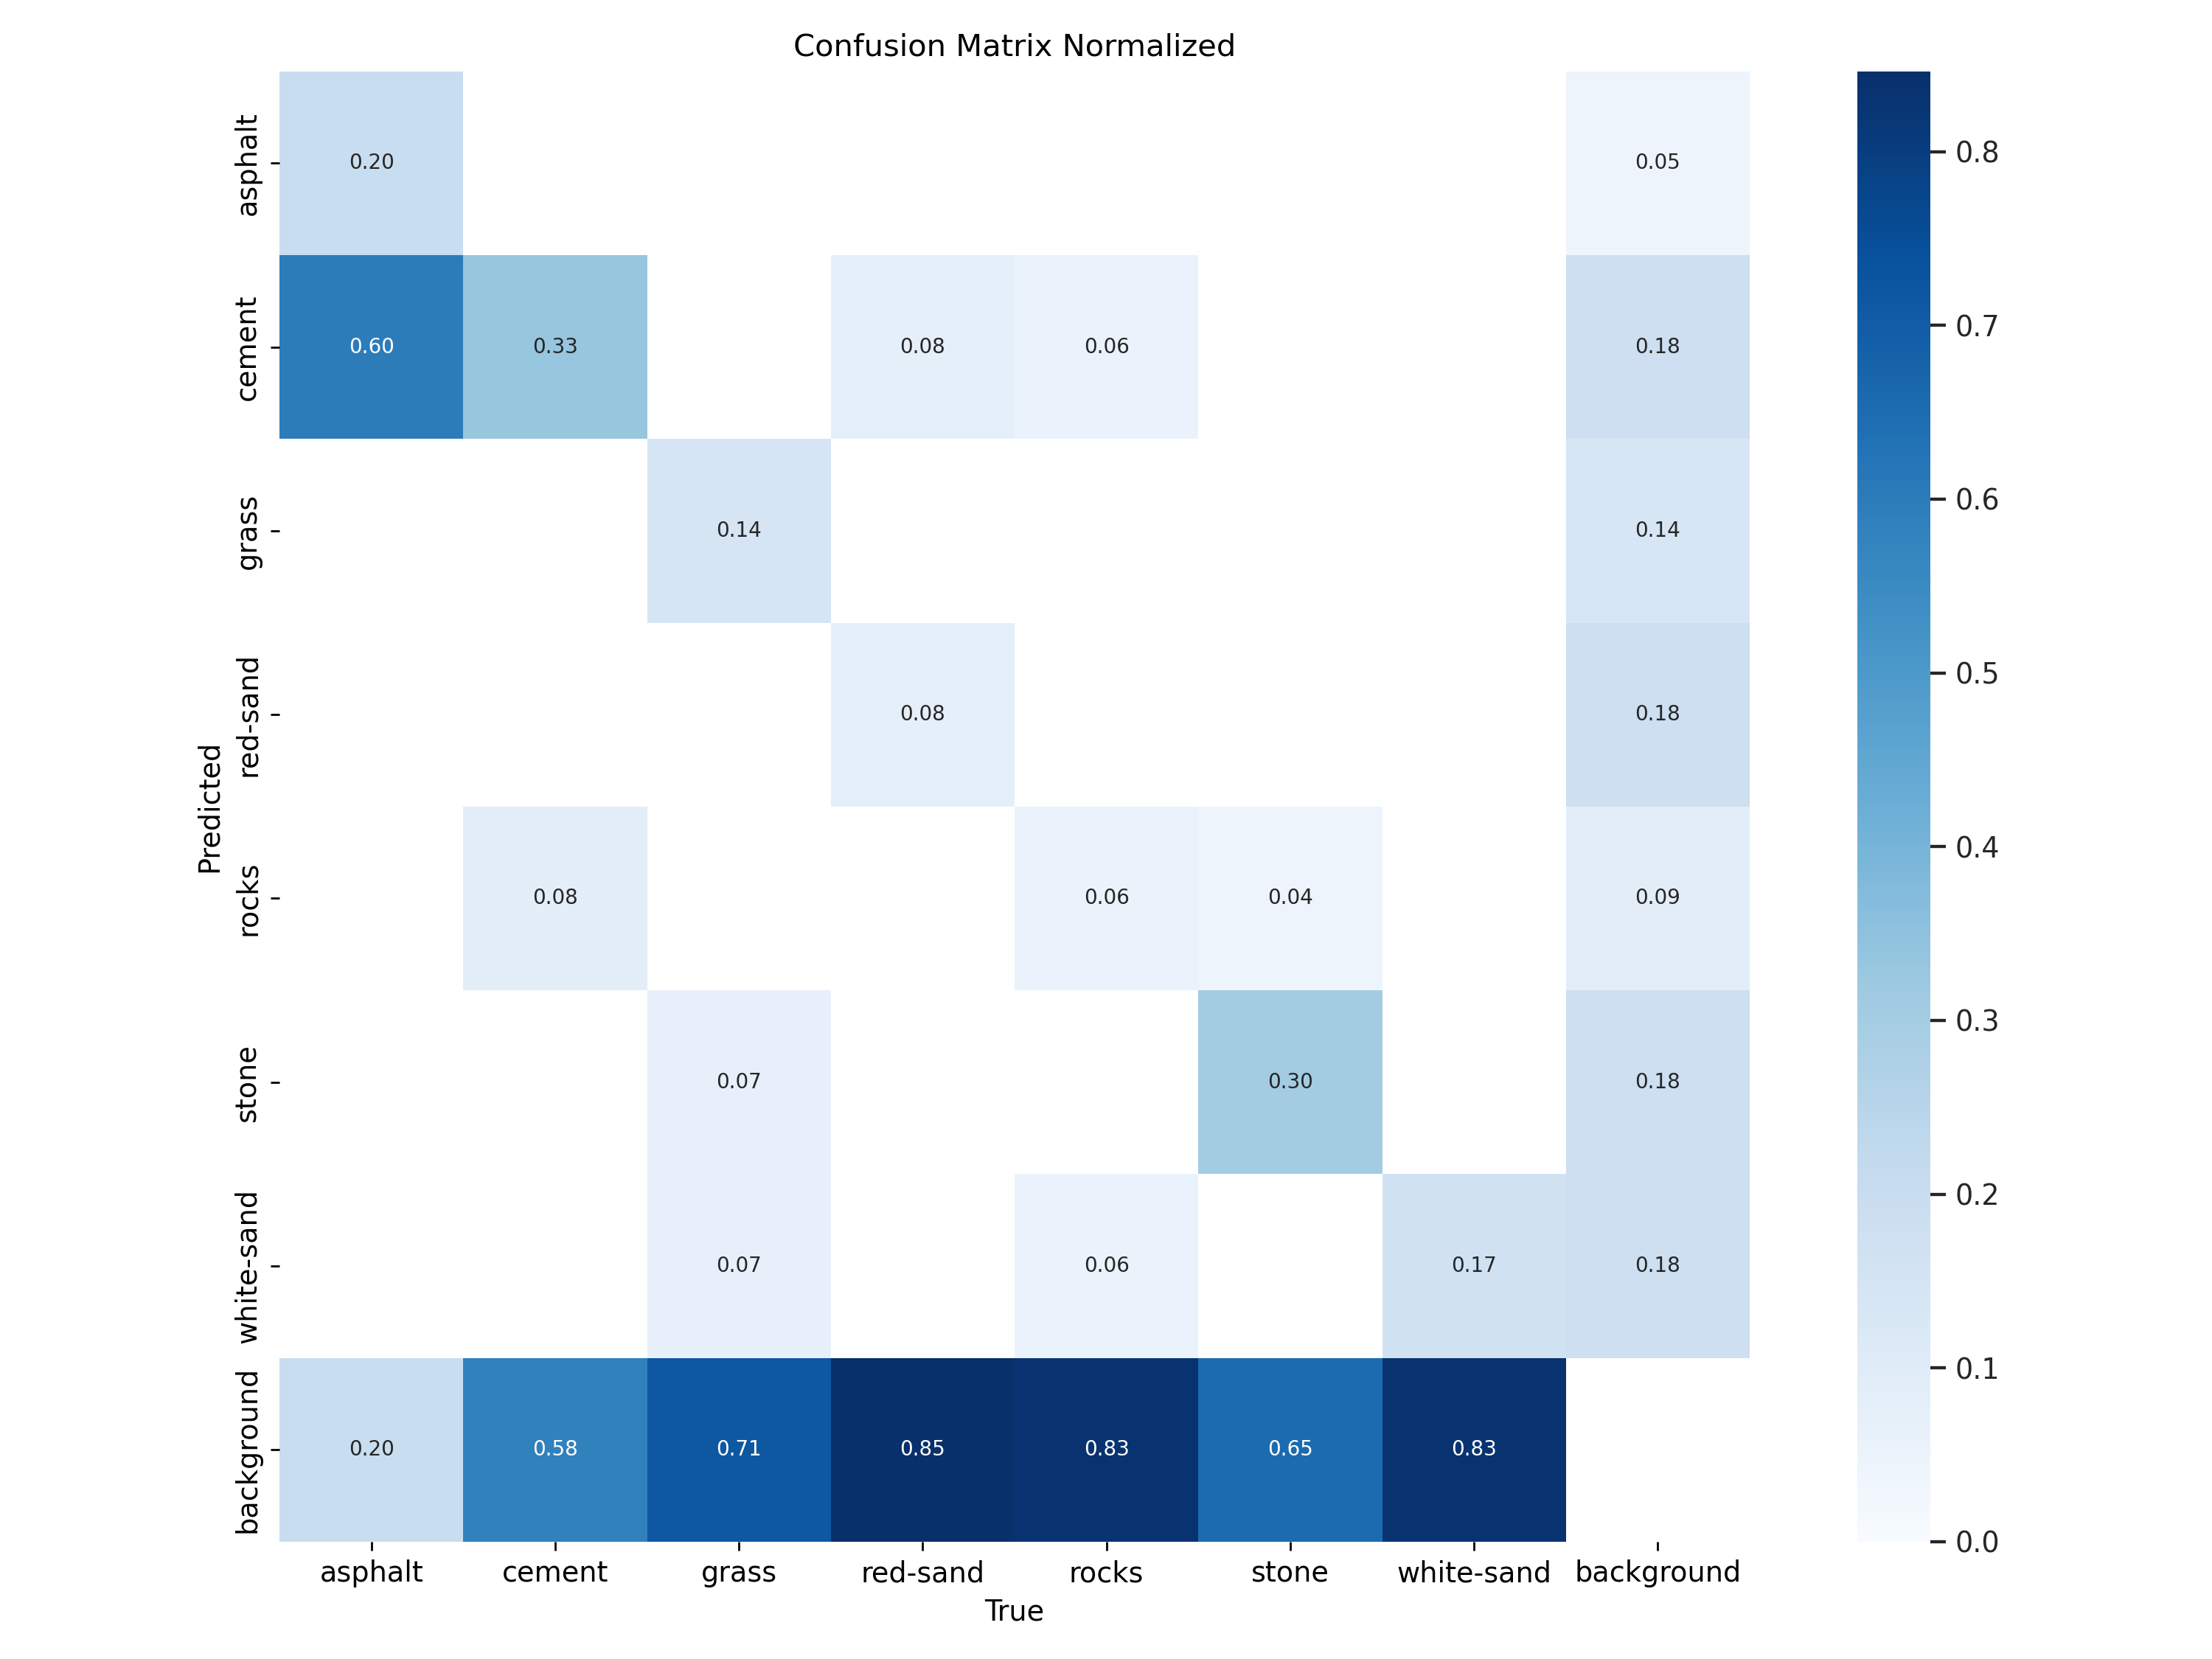 Confusion Matrix Normalized
asphalt 0.20 0.05
cement 0.60 0.33 0.08 0.06 0.18
grass 0.14 0.14
red-sand 0.08 0.18
rocks 0.08 0.06 0.04 0.09
stone 0.07 0.30 0.18
white-sand 0.07 0.06 0.17 0.18
background 0.20 0.58 0.71 0.85 0.83 0.65 0.83
asphalt cement grass red-sand rocks stone white-sand background
True
Predicted
0.8
0.7
0.6
0.5
0.4
0.3
0.2
0.1
0.0